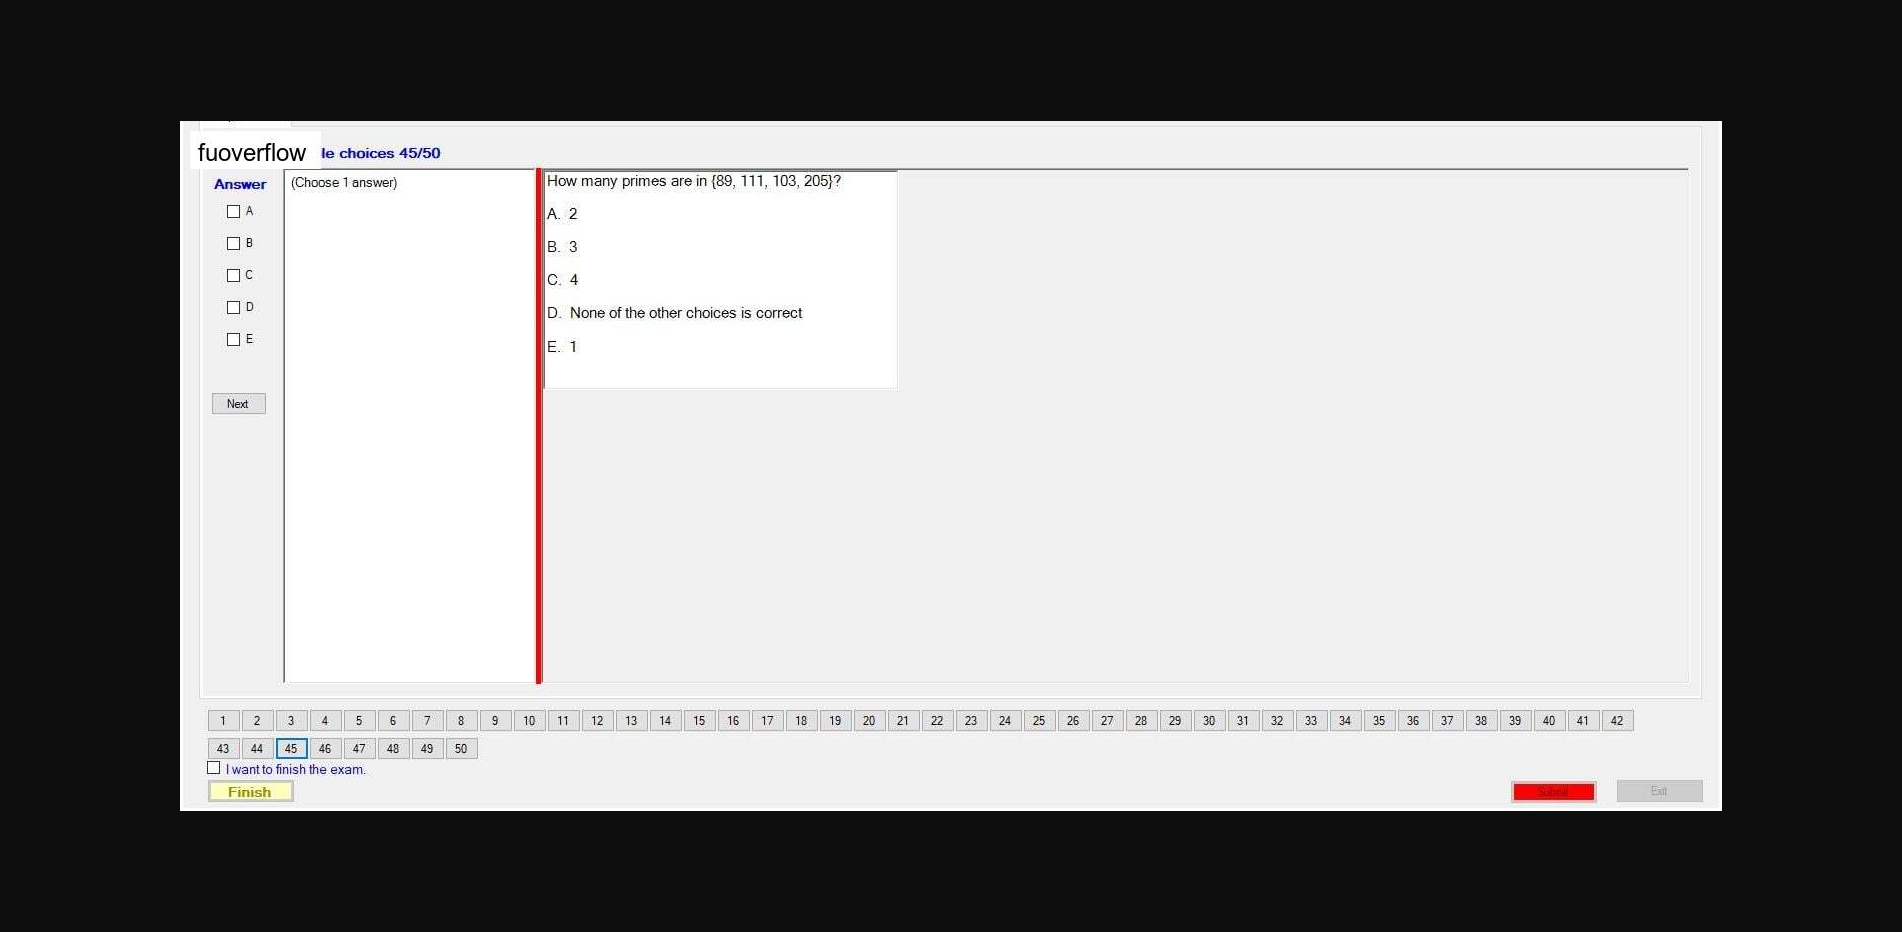 fuoverflow le choices 45/50
Answer
(Choose 1 answer)
A
B
C
D
E
Next
How many primes are in {89, 111, 103, 205}?
A. 2
B. 3
C. 4
D. None of the other choices is correct
E. 1
1 2 3 4 5 6 7 8 9 10 11 12 13 14 15 16 17 18 19 20 21 22 23 24 25 26 27 28 29 30 31 32 33 34 35 36 37 38 39 40 41 42
43 44 45 46 47 48 49 50
I want to finish the exam.
Finish
Submit Exit